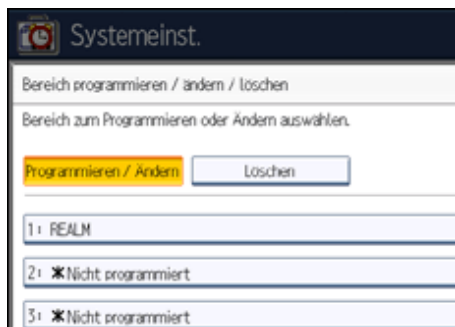 Systemeinst.
Bereich programmieren / ändern / löschen
Bereich zum Programmieren oder Ändern auswählen.
Programmieren / Ändern Löschen
1: REALM
2: ✱Nicht programmiert
3: ✱Nicht programmiert